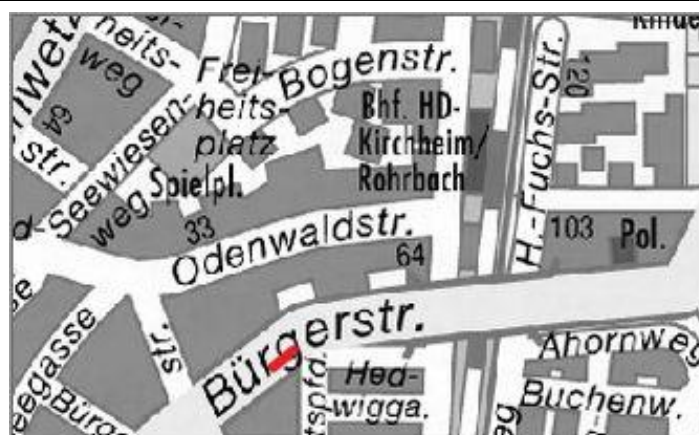 heits-
weg
64
str.
Seewiesen-
weg
Frei-
heits-
platz
Bogenstr.
Bhf. HD-
Kirchheim/
Rohrbach
Spielpl.
33
Odenwaldstr.
64
H.-Fuchs-Str.
120
103
Pol.
Bürgerstr.
str.
Hed-
wigga.
Ahornweg
Buchenw.